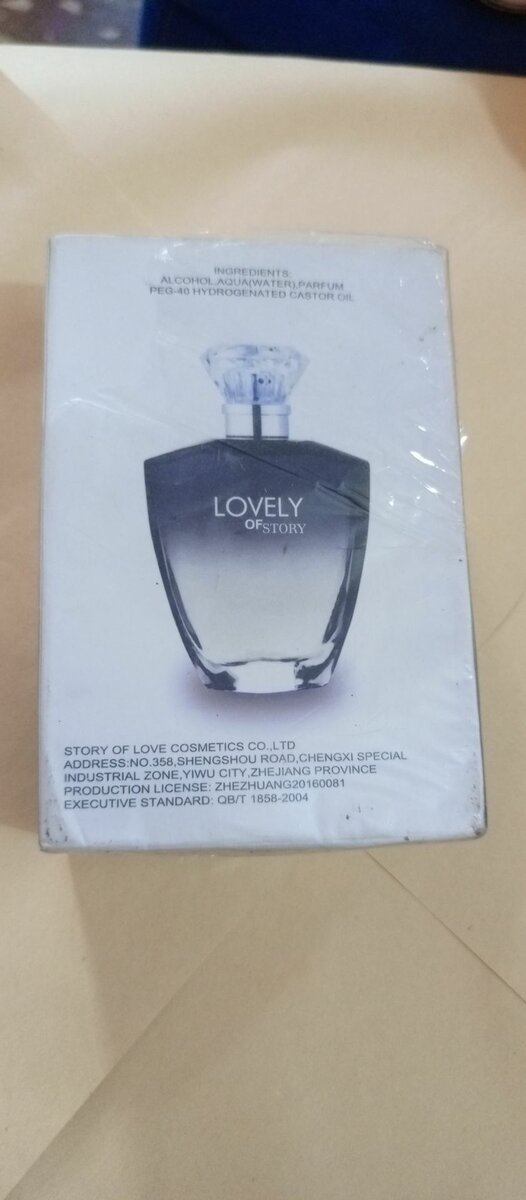 INGREDIENTS:
ALCOHOL,AQUA(WATER),PARFUM
PEG-40 HYDROGENATED CASTOR OIL
LOVELY
OF STORY
STORY OF LOVE COSMETICS CO.,LTD
ADDRESS:NO.358,SHENGSHOU ROAD,CHENGXI SPECIAL
INDUSTRIAL ZONE,YIWU CITY,ZHEJIANG PROVINCE
PRODUCTION LICENSE: ZHEZHUANG20160081
EXECUTIVE STANDARD: QB/T 1858-2004